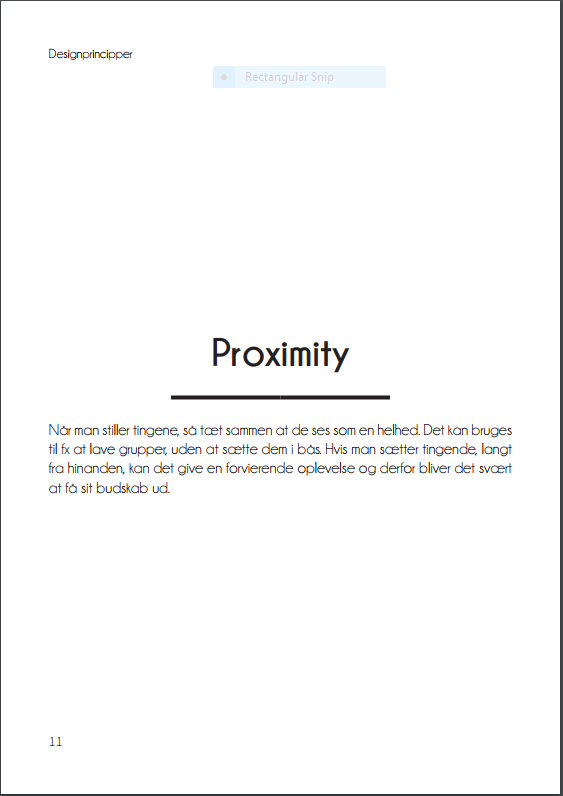 Designprincipper
Rectangular Snip
Proximity
Når man stiller tingene, så tæt sammen at de ses som en helhed. Det kan bruges
til fx at lave grupper, uden at sætte dem i bås. Hvis man sætter tingende, langt
fra hinanden, kan det give en forvierende oplevelse og derfor bliver det svært
at få sit budskab ud.
11